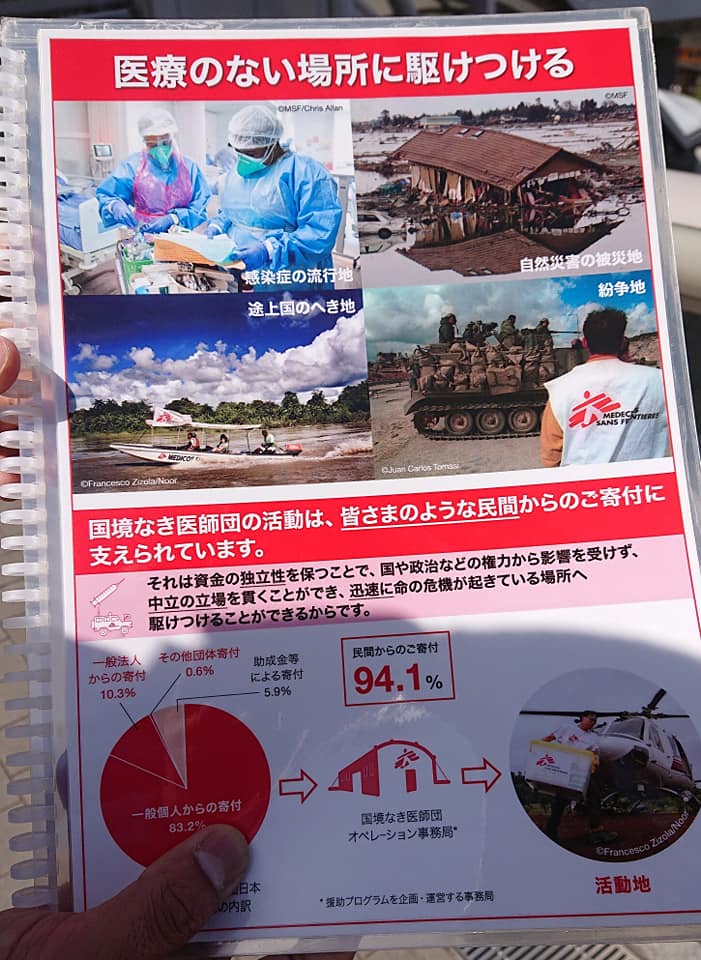 医療のない場所に駆けつける
©MSF/Chris Allan
©MSF
感染症の流行地
自然災害の被災地
途上国のへき地
紛争地
MEDICOS
MEDECINS
SANS FRONTIERES
©Francesco Zizola/Noor
©Juan Carlos Tomasi
国境なき医師団の活動は、皆さまのような民間からのご寄付に
支えられています。
それは資金の独立性を保つことで、国や政治などの権力から影響を受けず、
中立の立場を貫くことができ、迅速に命の危機が起きている場所へ
駆けつけることができるからです。
一般法人
からの寄付
10.3%
その他団体寄付
0.6%
助成金等
による寄付
5.9%
民間からのご寄付
94.1%
一般個人からの寄付
83.2%
国境なき医師団
オペレーション事務局*
©Francesco Zizola/Noor
活動地
日本
の内訳
*援助プログラムを企画・運営する事務局